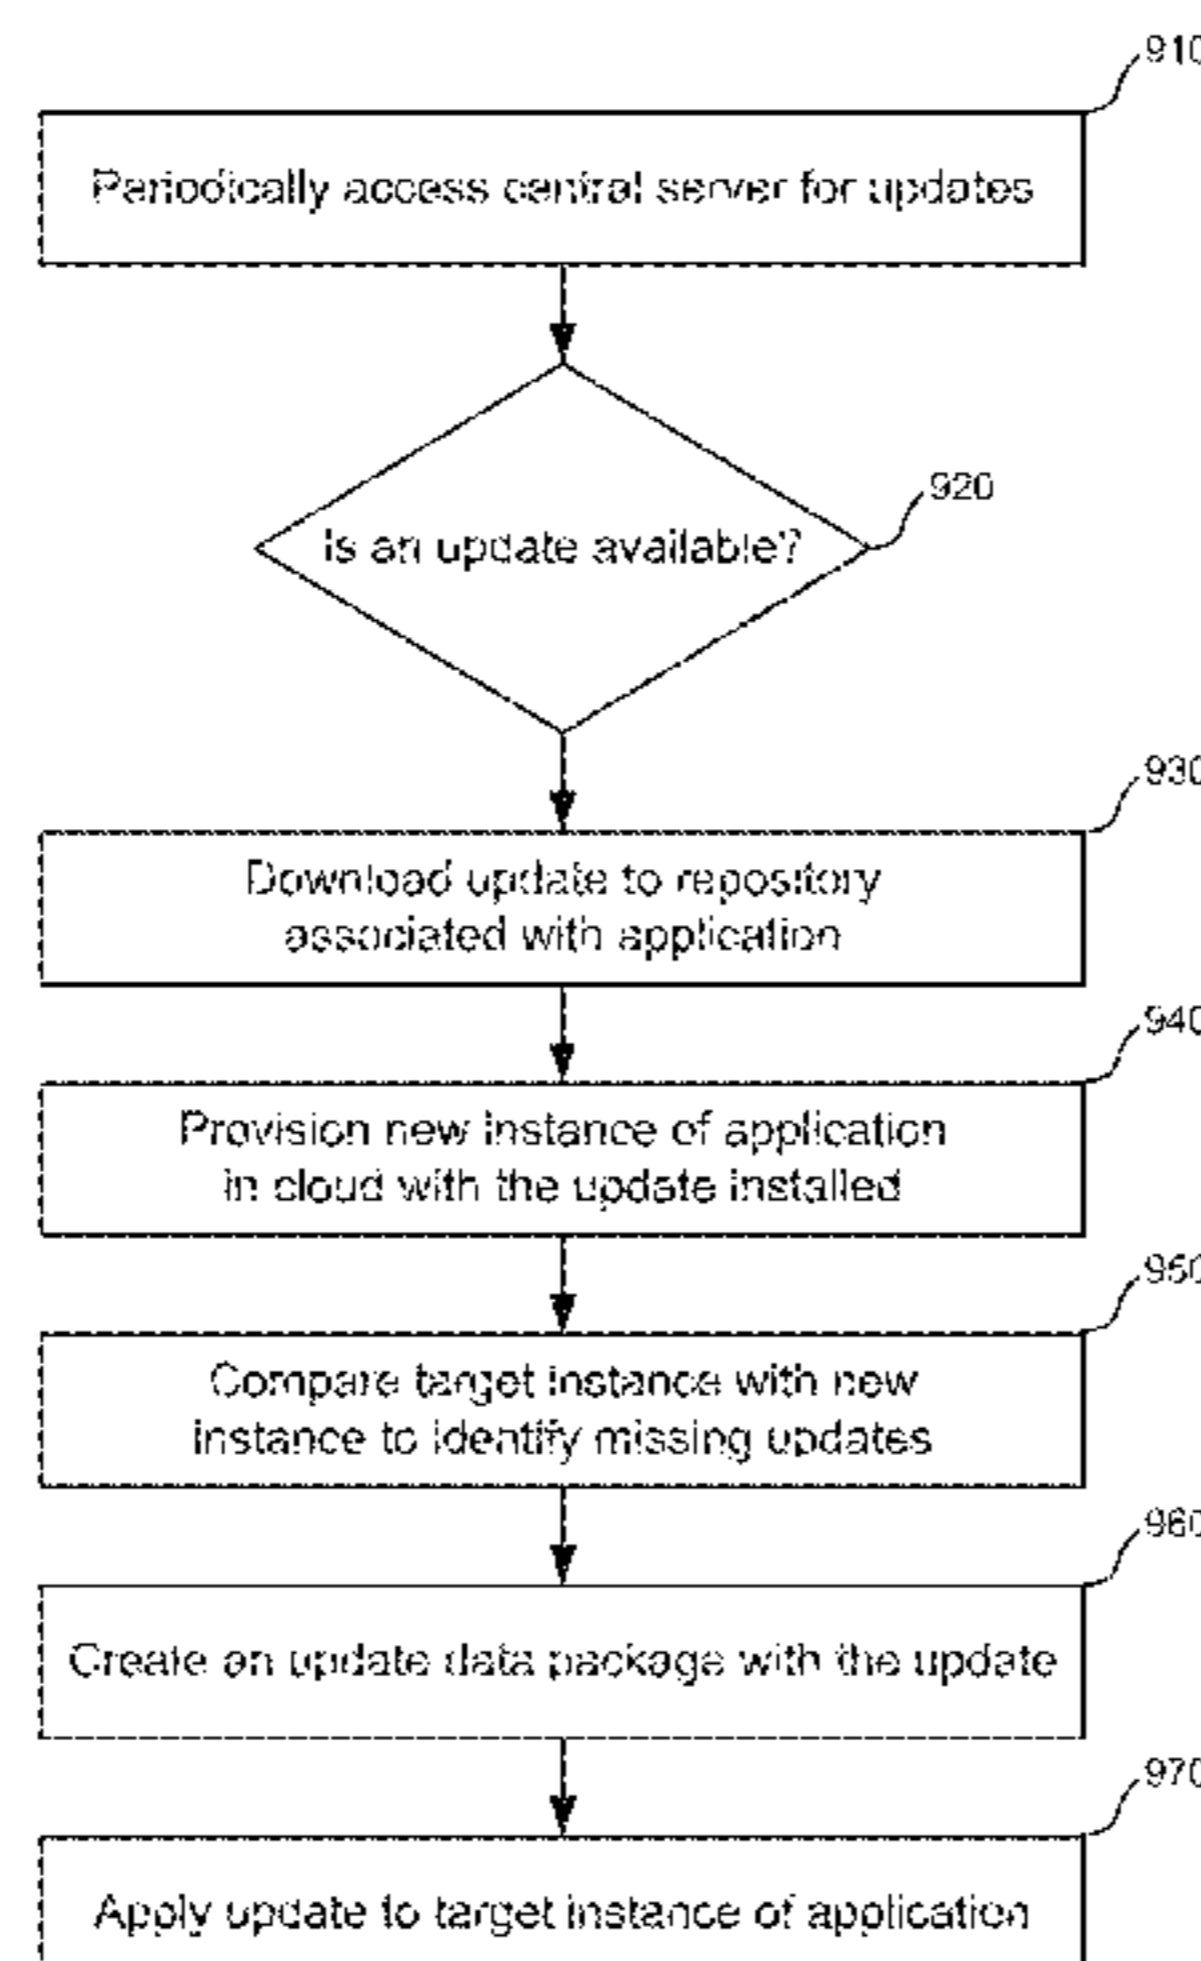 910
Periodically access central server for updates
Is an update available?
920
930
Download update to repository
associated with application
940
Provision new instance of application
in cloud with the update installed
950
Compare target instance with new
instance to identify missing updates
960
Create an update data package with the update
970
Apply update to target instance of application